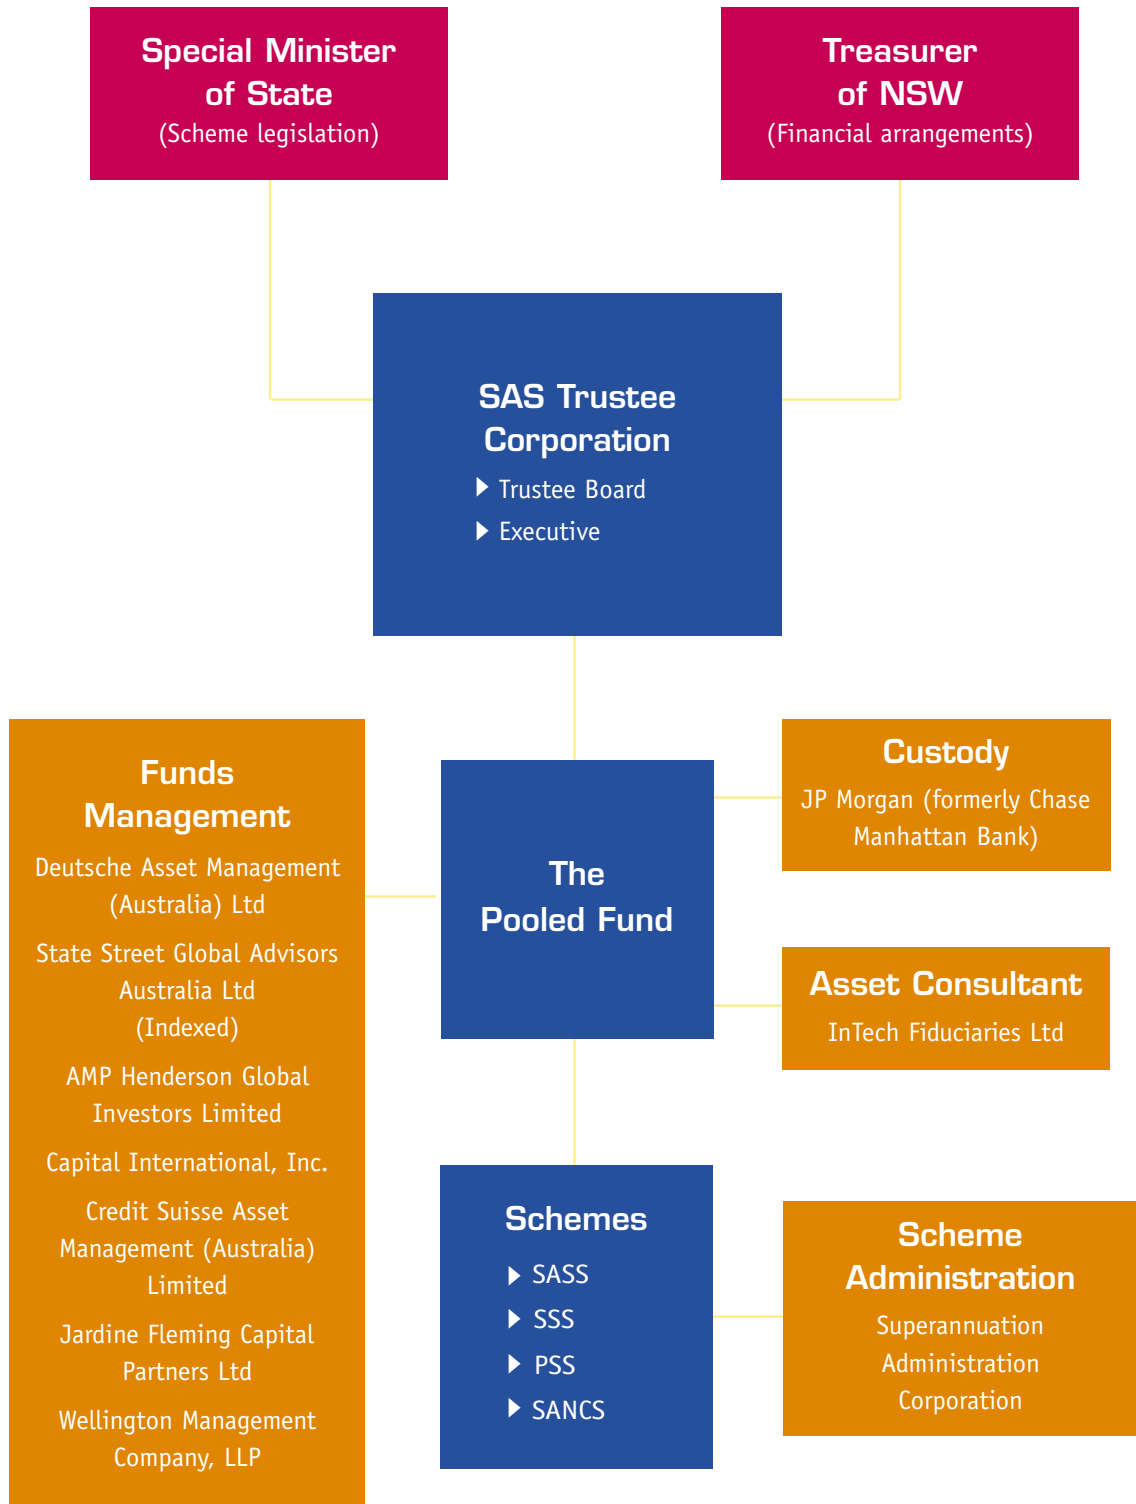 Special Minister
of State
(Scheme legislation)
Treasurer
of NSW
(Financial arrangements)
SAS Trustee
Corporation
Trustee Board
Executive
Funds
Management
Deutsche Asset Management
(Australia) Ltd
State Street Global Advisors
Australia Ltd
(Indexed)
AMP Henderson Global
Investors Limited
Capital International, Inc.
Credit Suisse Asset
Management (Australia)
Limited
Jardine Fleming Capital
Partners Ltd
Wellington Management
Company, LLP
The
Pooled Fund
Custody
JP Morgan (formerly Chase
Manhattan Bank)
Asset Consultant
InTech Fiduciaries Ltd
Schemes
SASS
SSS
PSS
SANCS
Scheme
Administration
Superannuation
Administration
Corporation